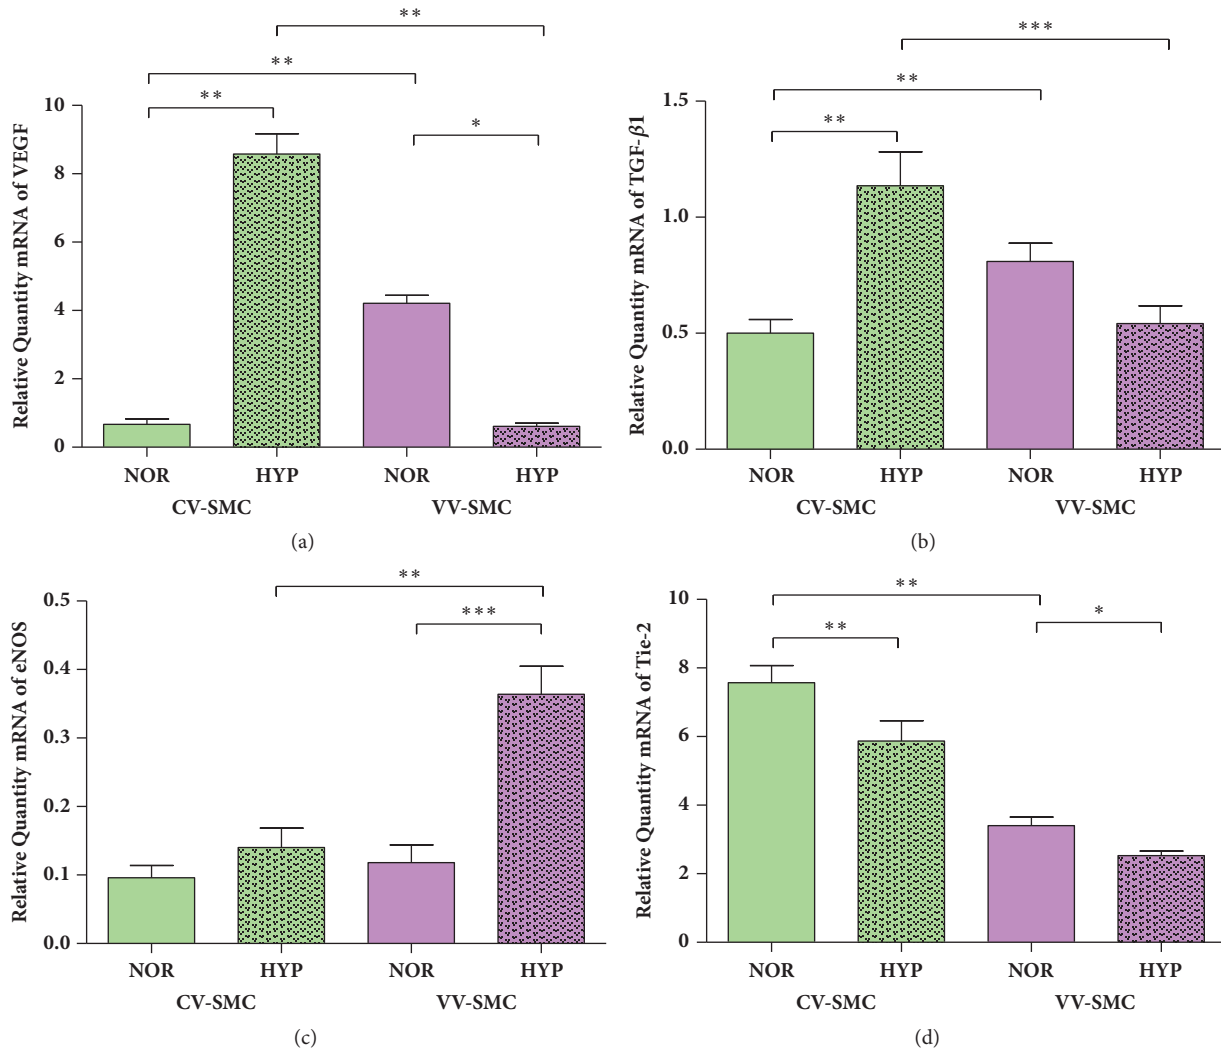 **
**
**
*
10
8
6
4
2
0
Relative Quantity mRNA of VEGF
NOR HYP NOR HYP
CV-SMC VV-SMC
(a)
***
**
**
1.5
1.0
0.5
0.0
Relative Quantity mRNA of TGF-β1
NOR HYP NOR HYP
CV-SMC VV-SMC
(b)
**
***
0.5
0.4
0.3
0.2
0.1
0.0
Relative Quantity mRNA of eNOS
NOR HYP NOR HYP
CV-SMC VV-SMC
(c)
**
*
**
10
8
6
4
2
0
Relative Quantity mRNA of Tie-2
NOR HYP NOR HYP
CV-SMC VV-SMC
(d)